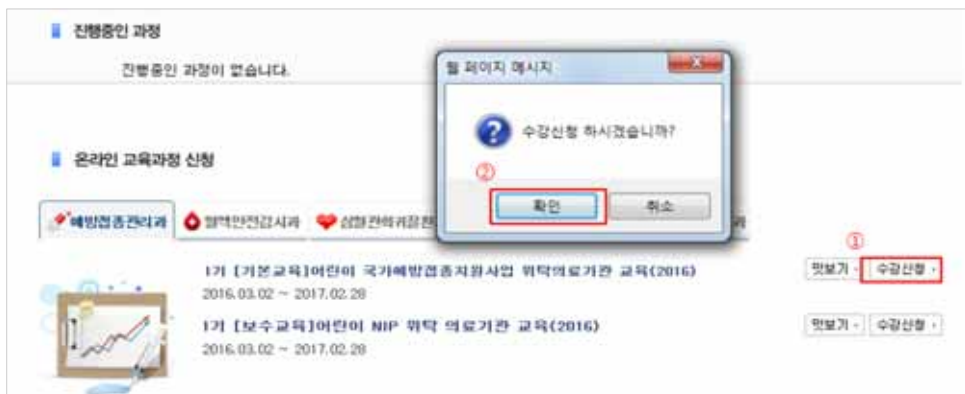 진행중인 과정
진행중인 과정이 없습니다.
웹 페이지 메시지
수강신청 하시겠습니까?
②
확인
취소
온라인 교육과정 신청
예방접종관리과
혈액안전감시과
①
1기 [기본교육]어린이 국가예방접종지원사업 위탁의료기관 교육(2016)
맛보기
수강신청
2016.03.02 ~ 2017.02.28
1기 [보수교육]어린이 NIP 위탁 의료기관 교육(2016)
맛보기
수강신청
2016.03.02 ~ 2017.02.28